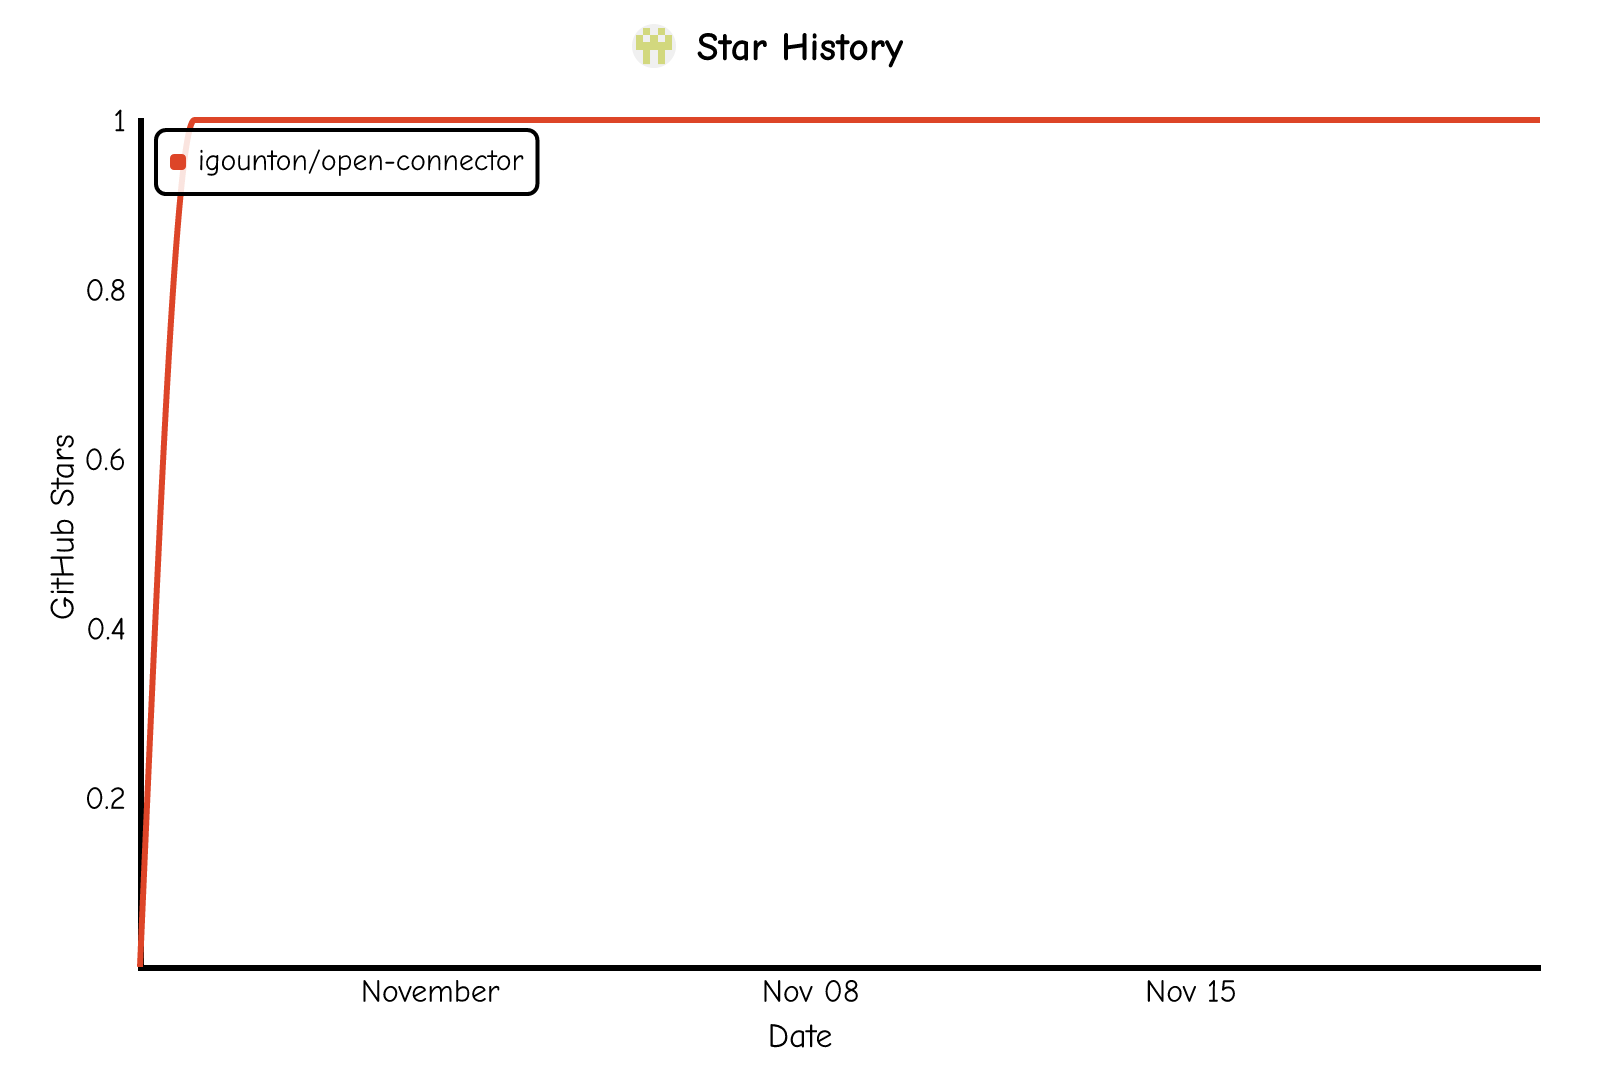 Star History
igounton/open-connector
1
0.8
0.6
0.4
0.2
GitHub Stars
November
Nov 08
Nov 15
Date